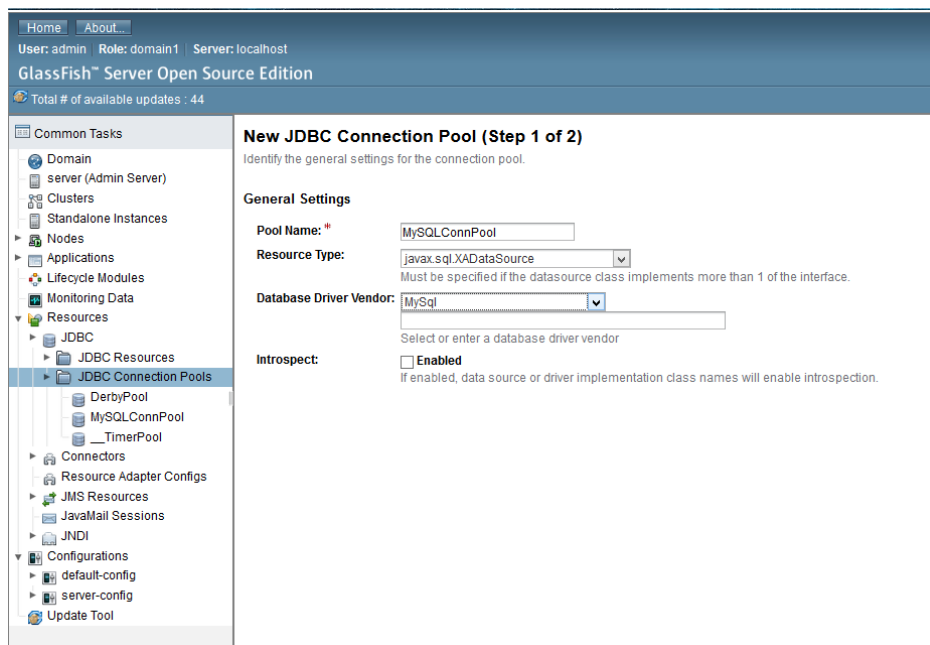 Home About...
User: admin Role: domain1 Server: localhost
GlassFish™ Server Open Source Edition
Total # of available updates : 44
Common Tasks
Domain
server (Admin Server)
Clusters
Standalone Instances
Nodes
Applications
Lifecycle Modules
Monitoring Data
Resources
JDBC
JDBC Resources
JDBC Connection Pools
DerbyPool
MySQLConnPool
__TimerPool
Connectors
Resource Adapter Configs
JMS Resources
JavaMail Sessions
JNDI
Configurations
default-config
server-config
Update Tool
New JDBC Connection Pool (Step 1 of 2)
Identify the general settings for the connection pool.
General Settings
Pool Name: * MySQLConnPool
Resource Type: javax.sql.XADataSource
Must be specified if the datasource class implements more than 1 of the interface.
Database Driver Vendor: MySql
Select or enter a database driver vendor
Introspect: Enabled
If enabled, data source or driver implementation class names will enable introspection.